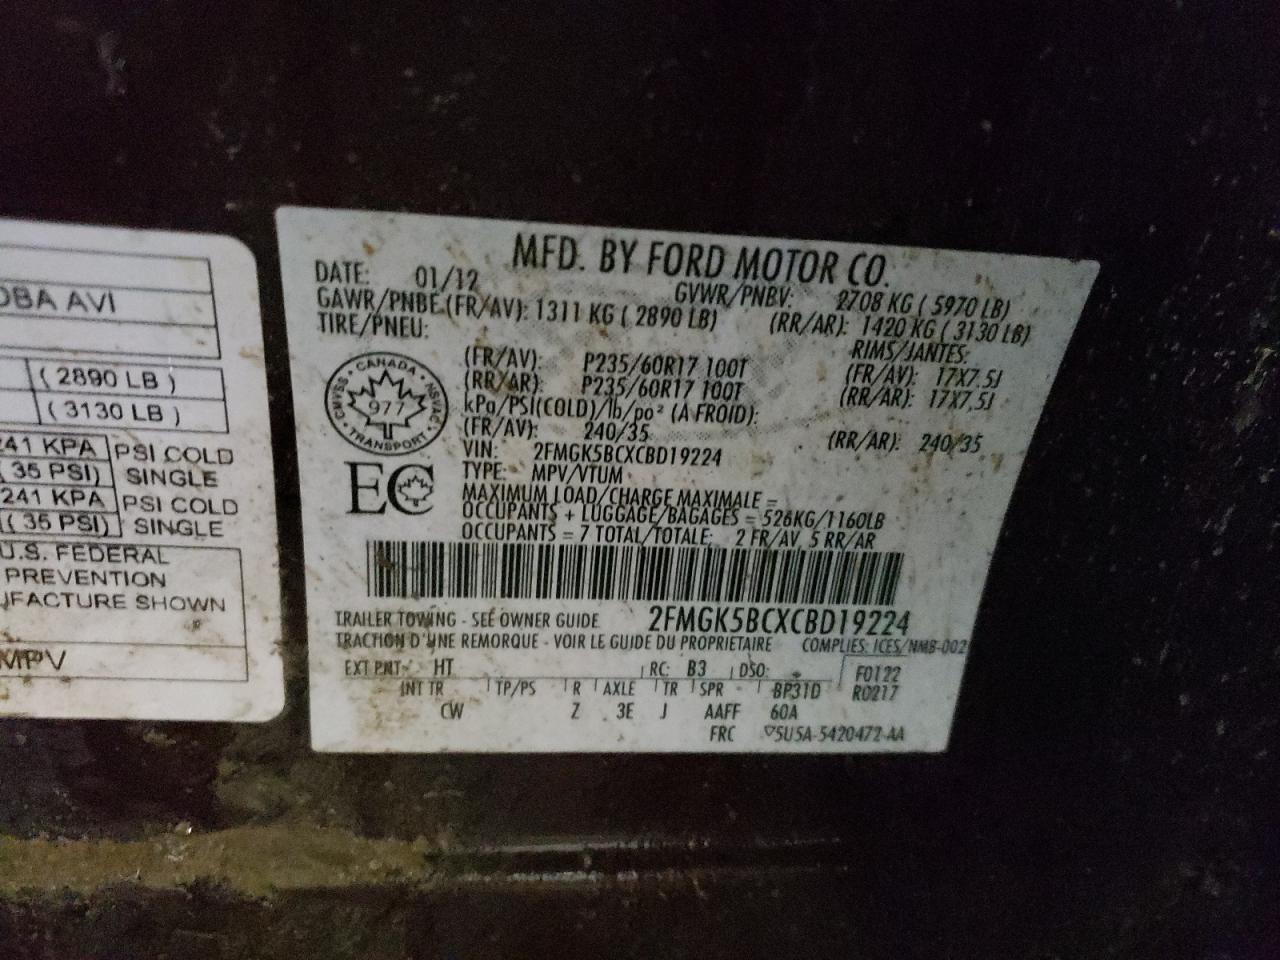 DBA AVI
( 2890 LB )
( 3130 LB )
241 KPA PSI COLD
( 35 PSI) SINGLE
241 KPA PSI COLD
( 35 PSI) SINGLE
U.S. FEDERAL
PREVENTION
SHOWN
MPV
MFD. BY FORD MOTOR CO.
DATE: 01/12 GVWR/PNBV: 2708 KG ( 5970 LB)
GAWR/PNBE (FR/AV): 1311 KG ( 2890 LB) (RR/AR): 1420 KG ( 3130 LB)
TIRE/PNEU: RIMS/JANTES:
(FR/AV): P235/60R17 100T (FR/AV): 17X7.5J
(RR/AR): P235/60R17 100T (RR/AR): 17X7.5J
kPa/PSI(COLD)/lb/po² (A FROID):
(FR/AV): 240/35 (RR/AR): 240/35
VIN: 2FMGK5BCXCBD19224
TYPE: MPV/VTUM
MAXIMUM LOAD/CHARGE MAXIMALE =
OCCUPANTS + LUGGAGE/BAGAGES = 526KG/1160LB
OCCUPANTS = 7 TOTAL/TOTALE: 2 FR/AV, 5 RR/AR
CANADA
CMVSS NSVAC
977
TRANSPORT
EC
2FMGK5BCXCBD19224
TRAILER TOWING - SEE OWNER GUIDE
TRACTION D'UNE REMORQUE - VOIR LE GUIDE DU PROPRIETAIRE COMPLIES: ICES/NMB-002
EXT PNT: HT RC: B3 DSO: F0122
INT TR TP/PS R AXLE TR SPR BP31D R0217
CW Z 3E J AAFF 60A
FRC ▽5U5A-5420472-AA